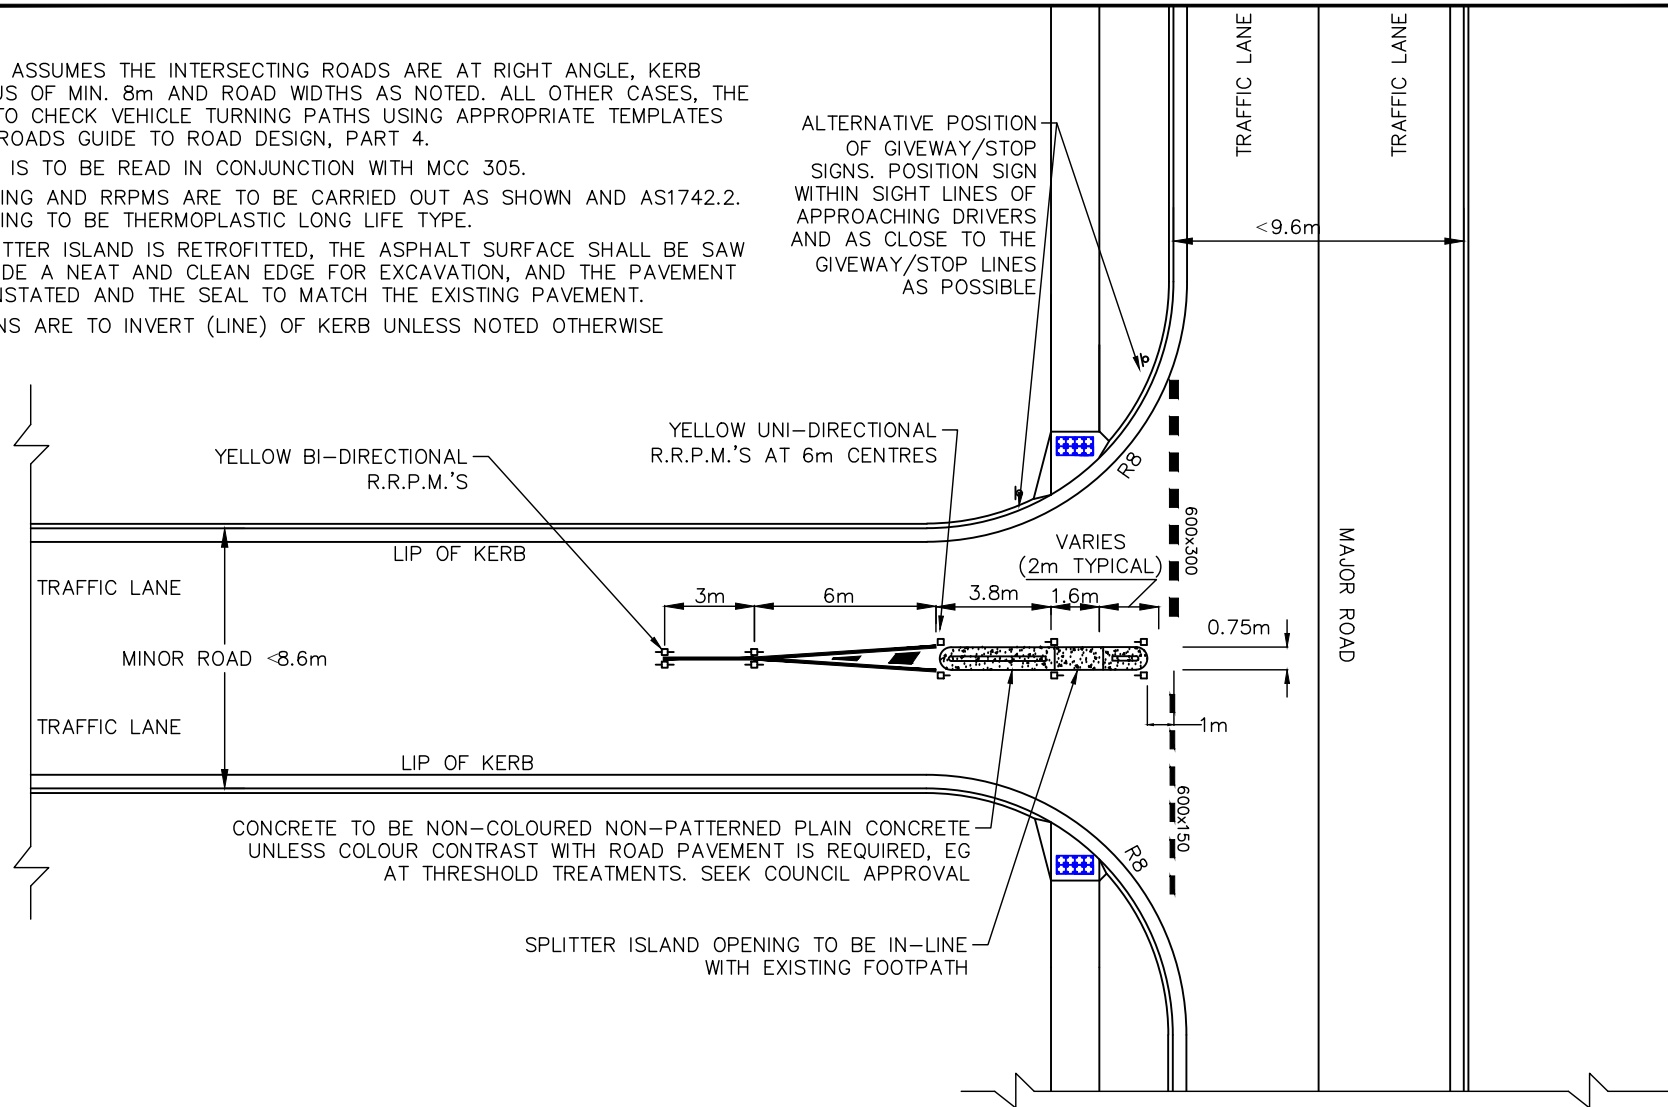 ASSUMES THE INTERSECTING ROADS ARE AT RIGHT ANGLE, KERB
OF MIN. 8m AND ROAD WIDTHS AS NOTED. ALL OTHER CASES, THE
TO CHECK VEHICLE TURNING PATHS USING APPROPRIATE TEMPLATES
ROADS GUIDE TO ROAD DESIGN, PART 4.
IS TO BE READ IN CONJUNCTION WITH MCC 305.
AND RRPMS ARE TO BE CARRIED OUT AS SHOWN AND AS1742.2.
TO BE THERMOPLASTIC LONG LIFE TYPE.
ISLAND IS RETROFITTED, THE ASPHALT SURFACE SHALL BE SAW
A NEAT AND CLEAN EDGE FOR EXCAVATION, AND THE PAVEMENT
AND THE SEAL TO MATCH THE EXISTING PAVEMENT.
ARE TO INVERT (LINE) OF KERB UNLESS NOTED OTHERWISE
TRAFFIC LANE
TRAFFIC LANE
ALTERNATIVE POSITION
OF GIVEWAY/STOP
SIGNS. POSITION SIGN
WITHIN SIGHT LINES OF
APPROACHING DRIVERS
AND AS CLOSE TO THE
GIVEWAY/STOP LINES
AS POSSIBLE
<9.6m
YELLOW BI-DIRECTIONAL
R.R.P.M.'S
YELLOW UNI-DIRECTIONAL
R.R.P.M.'S AT 6m CENTRES
R8
600x300
LIP OF KERB
VARIES
(2m TYPICAL)
TRAFFIC LANE
3m
6m
3.8m
1.6m
0.75m
MAJOR ROAD
MINOR ROAD <8.6m
TRAFFIC LANE
1m
LIP OF KERB
600x150
R8
CONCRETE TO BE NON-COLOURED NON-PATTERNED PLAIN CONCRETE
UNLESS COLOUR CONTRAST WITH ROAD PAVEMENT IS REQUIRED, EG
AT THRESHOLD TREATMENTS. SEEK COUNCIL APPROVAL
SPLITTER ISLAND OPENING TO BE IN-LINE
WITH EXISTING FOOTPATH